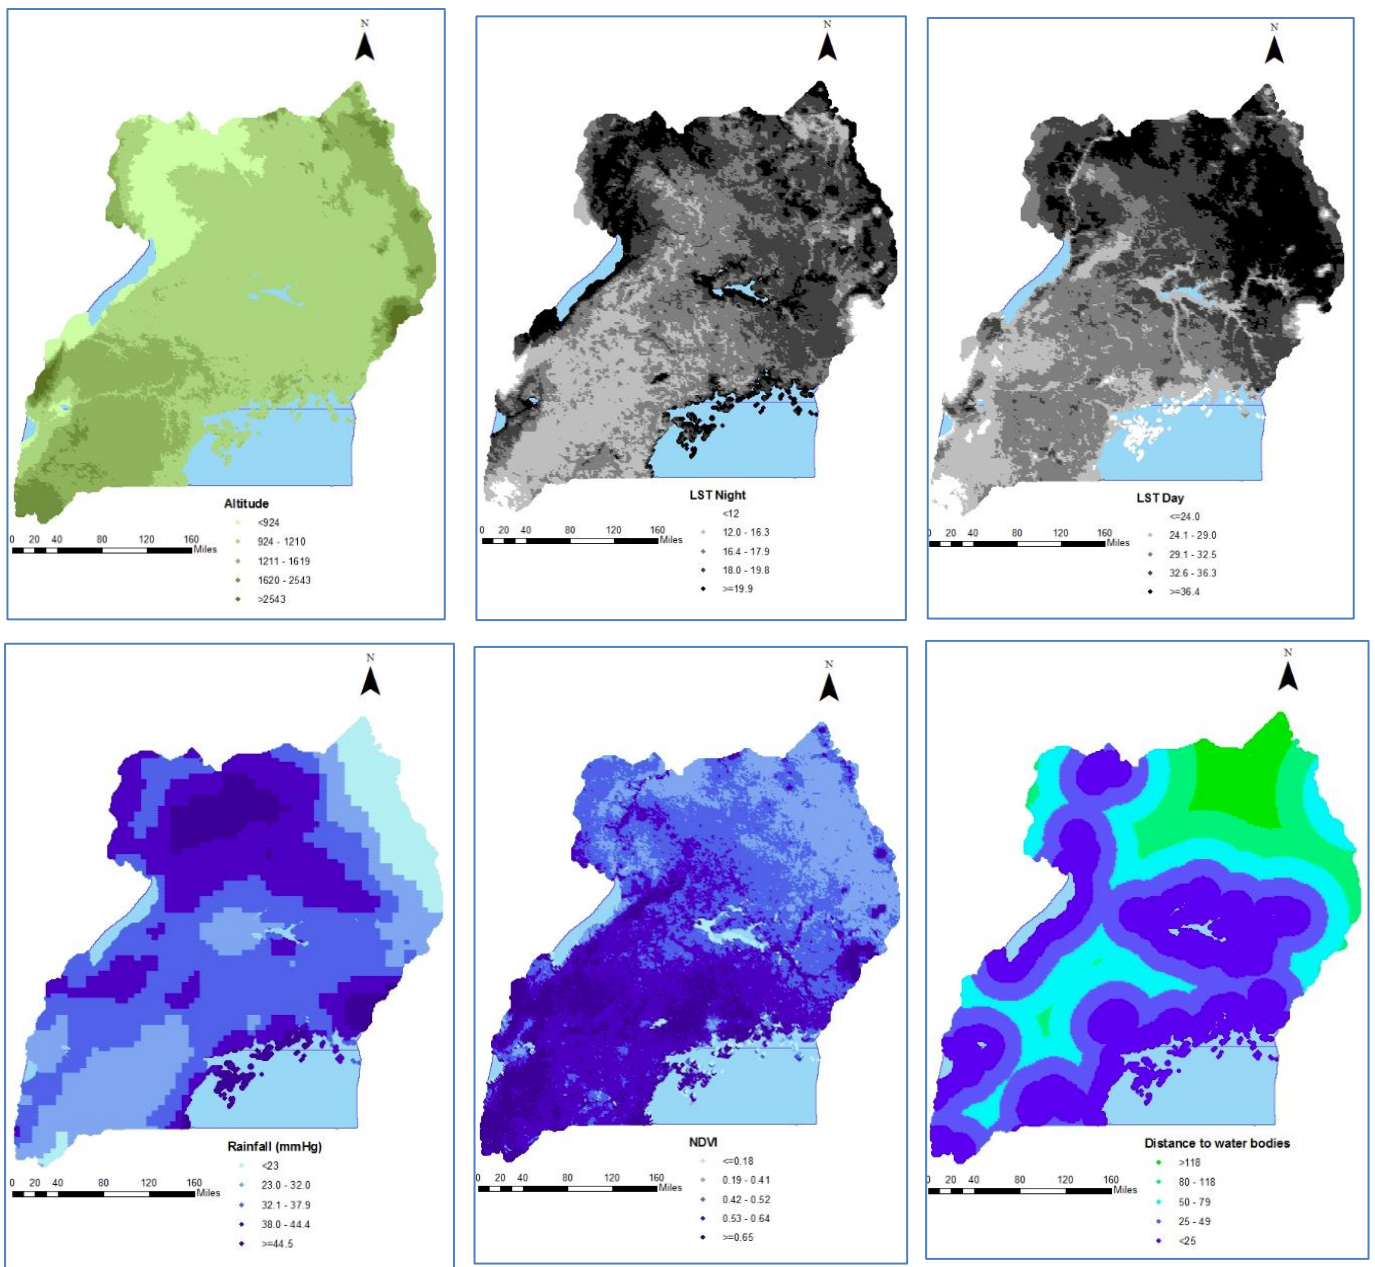 N
Altitude
<924
924 - 1210
1211 - 1619
1620 - 2543
>2543
0 20 40 80 120 160
Miles
N
LST Night
<12
12.0 - 16.3
16.4 - 17.9
18.0 - 19.8
>=19.9
0 20 40 80 120 160
Miles
N
LST Day
<=24.0
24.1 - 29.0
29.1 - 32.5
32.6 - 36.3
>=36.4
0 20 40 80 120 160
Miles
N
Rainfall (mmHg)
<23
23.0 - 32.0
32.1 - 37.9
38.0 - 44.4
>=44.5
0 20 40 80 120 160
Miles
N
NDVI
<=0.18
0.19 - 0.41
0.42 - 0.52
0.53 - 0.64
>=0.65
0 20 40 80 120 160
Miles
N
Distance to water bodies
>118
80 - 118
50 - 79
25 - 49
<25
0 20 40 80 120 160
Miles